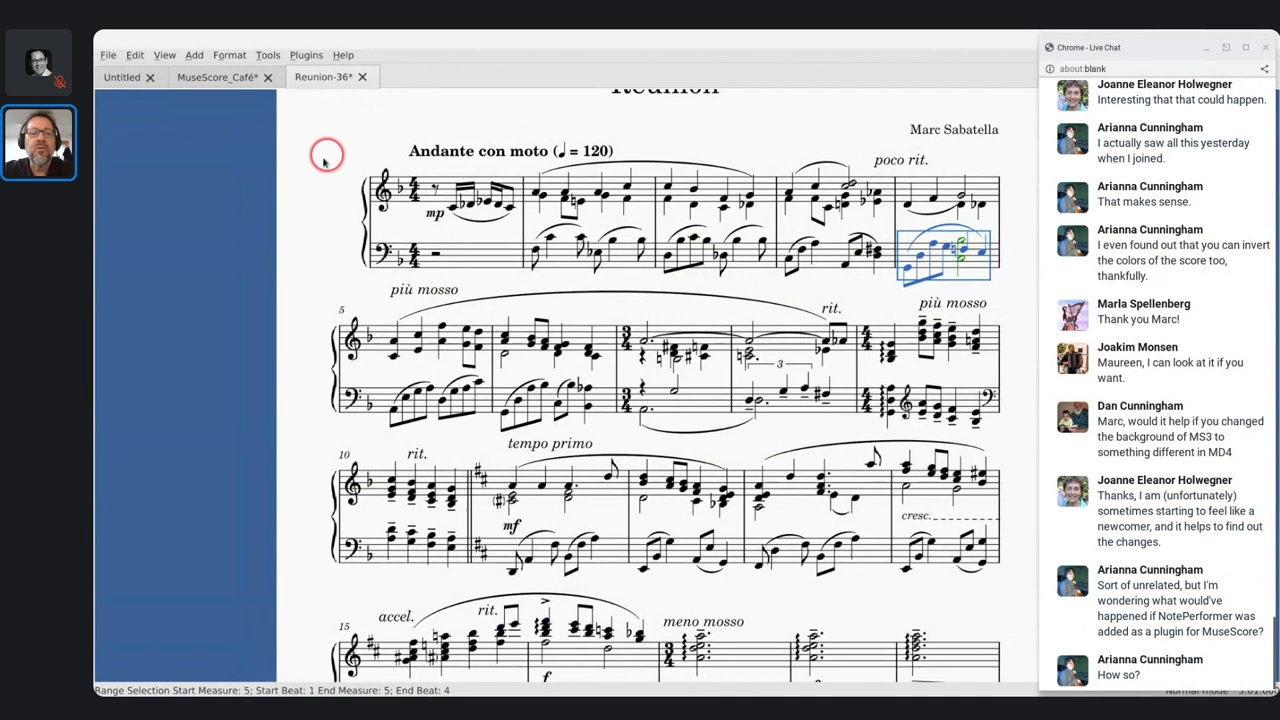 File Edit View Add Format Tools Plugins Help
Untitled MuseScore_Café* Reunion-36*
Reunion
Marc Sabatella
Andante con moto (♩ = 120)
poco rit.
mp
5
più mosso
rit.
più mosso
3
10
rit.
tempo primo
mf
cresc.
15
accel.
rit.
meno mosso
f
Range Selection Start Measure: 5; Start Beat: 1 End Measure: 5; End Beat: 4
Chrome - Live Chat
about:blank
Joanne Eleanor Holwegner
Interesting that that could happen.
Arianna Cunningham
I actually saw all this yesterday
when I joined.
Arianna Cunningham
That makes sense.
Arianna Cunningham
I even found out that you can invert
the colors of the score too,
thankfully.
Marla Spellenberg
Thank you Marc!
Joakim Monsen
Maureen, I can look at it if you
want.
Dan Cunningham
Marc, would it help if you changed
the background of MS3 to
something different in MD4
Joanne Eleanor Holwegner
Thanks, I am (unfortunately)
sometimes starting to feel like a
newcomer, and it helps to find out
the changes.
Arianna Cunningham
Sort of unrelated, but I'm
wondering what would've
happened if NotePerformer was
added as a plugin for MuseScore?
Arianna Cunningham
How so?